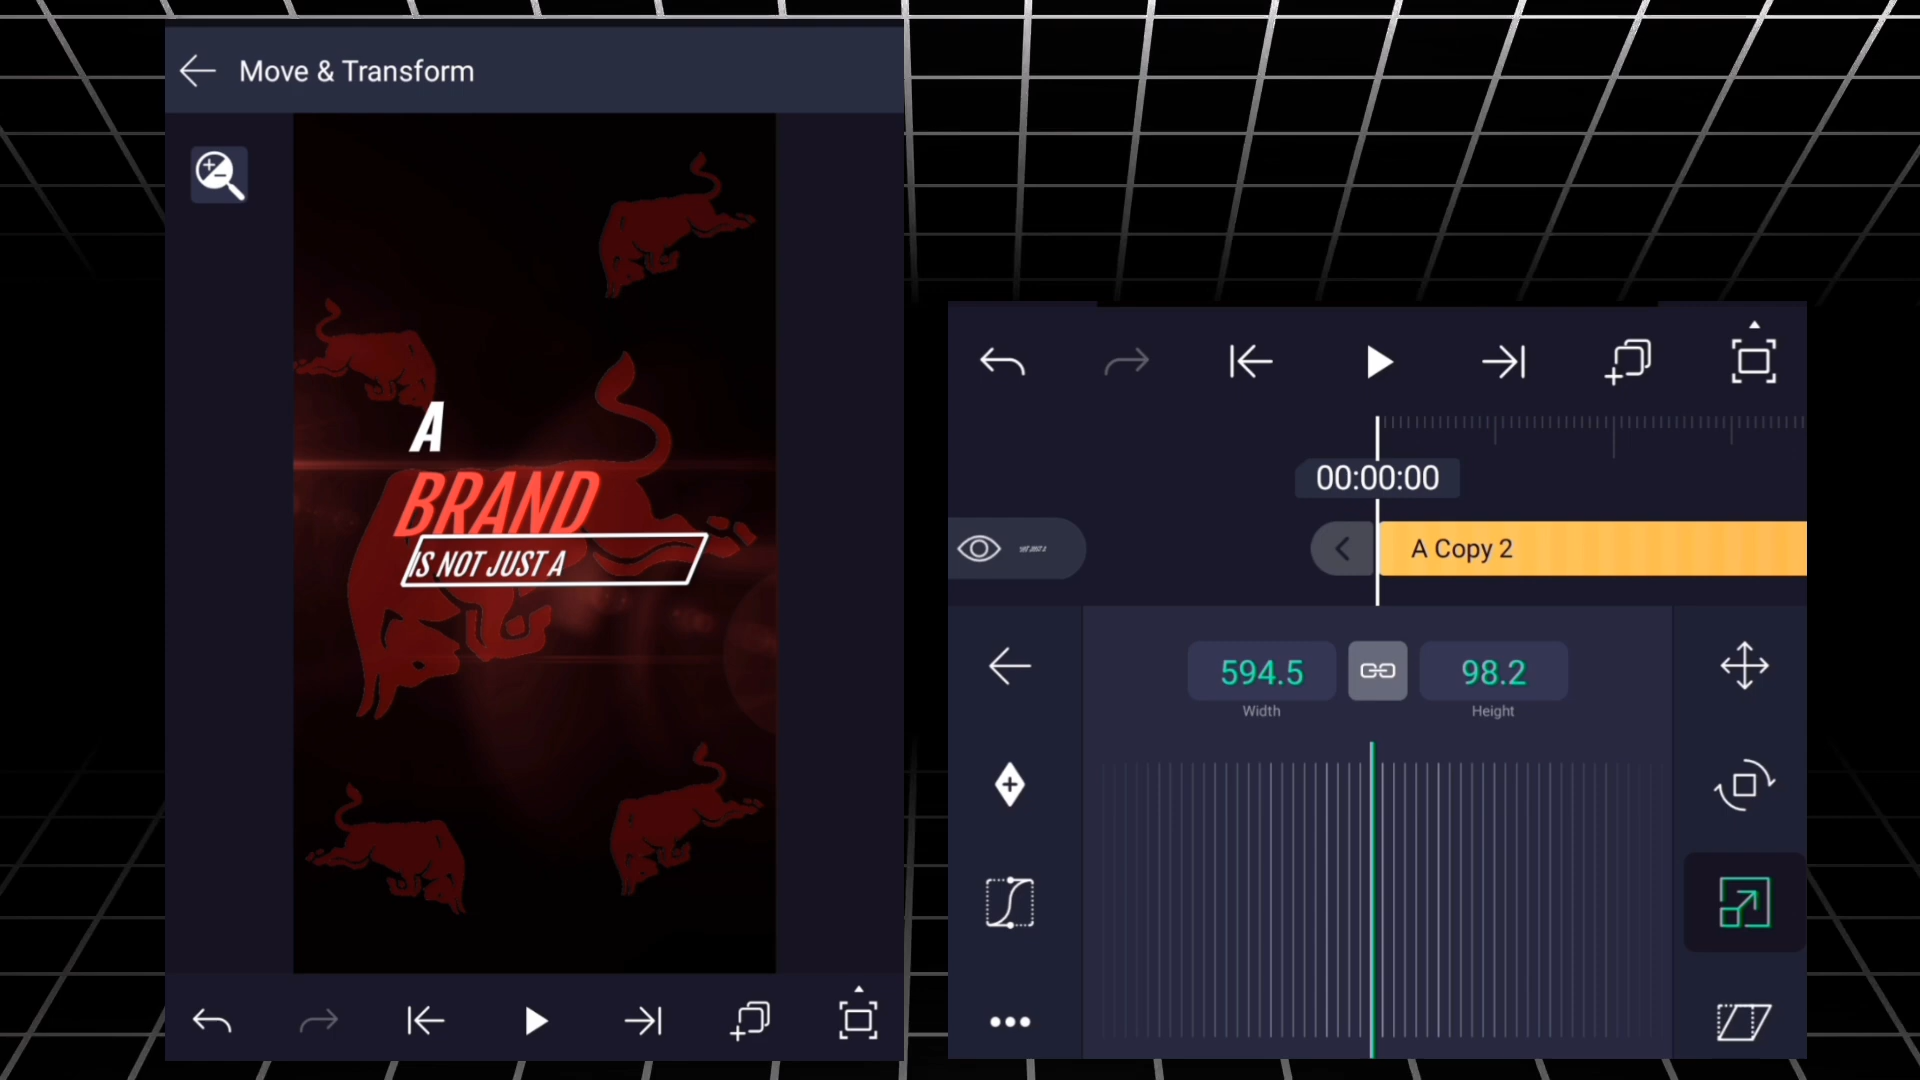 Move & Transform
A
BRAND
IS NOT JUST A
00:00:00
A Copy 2
594.5
98.2
Width
Height